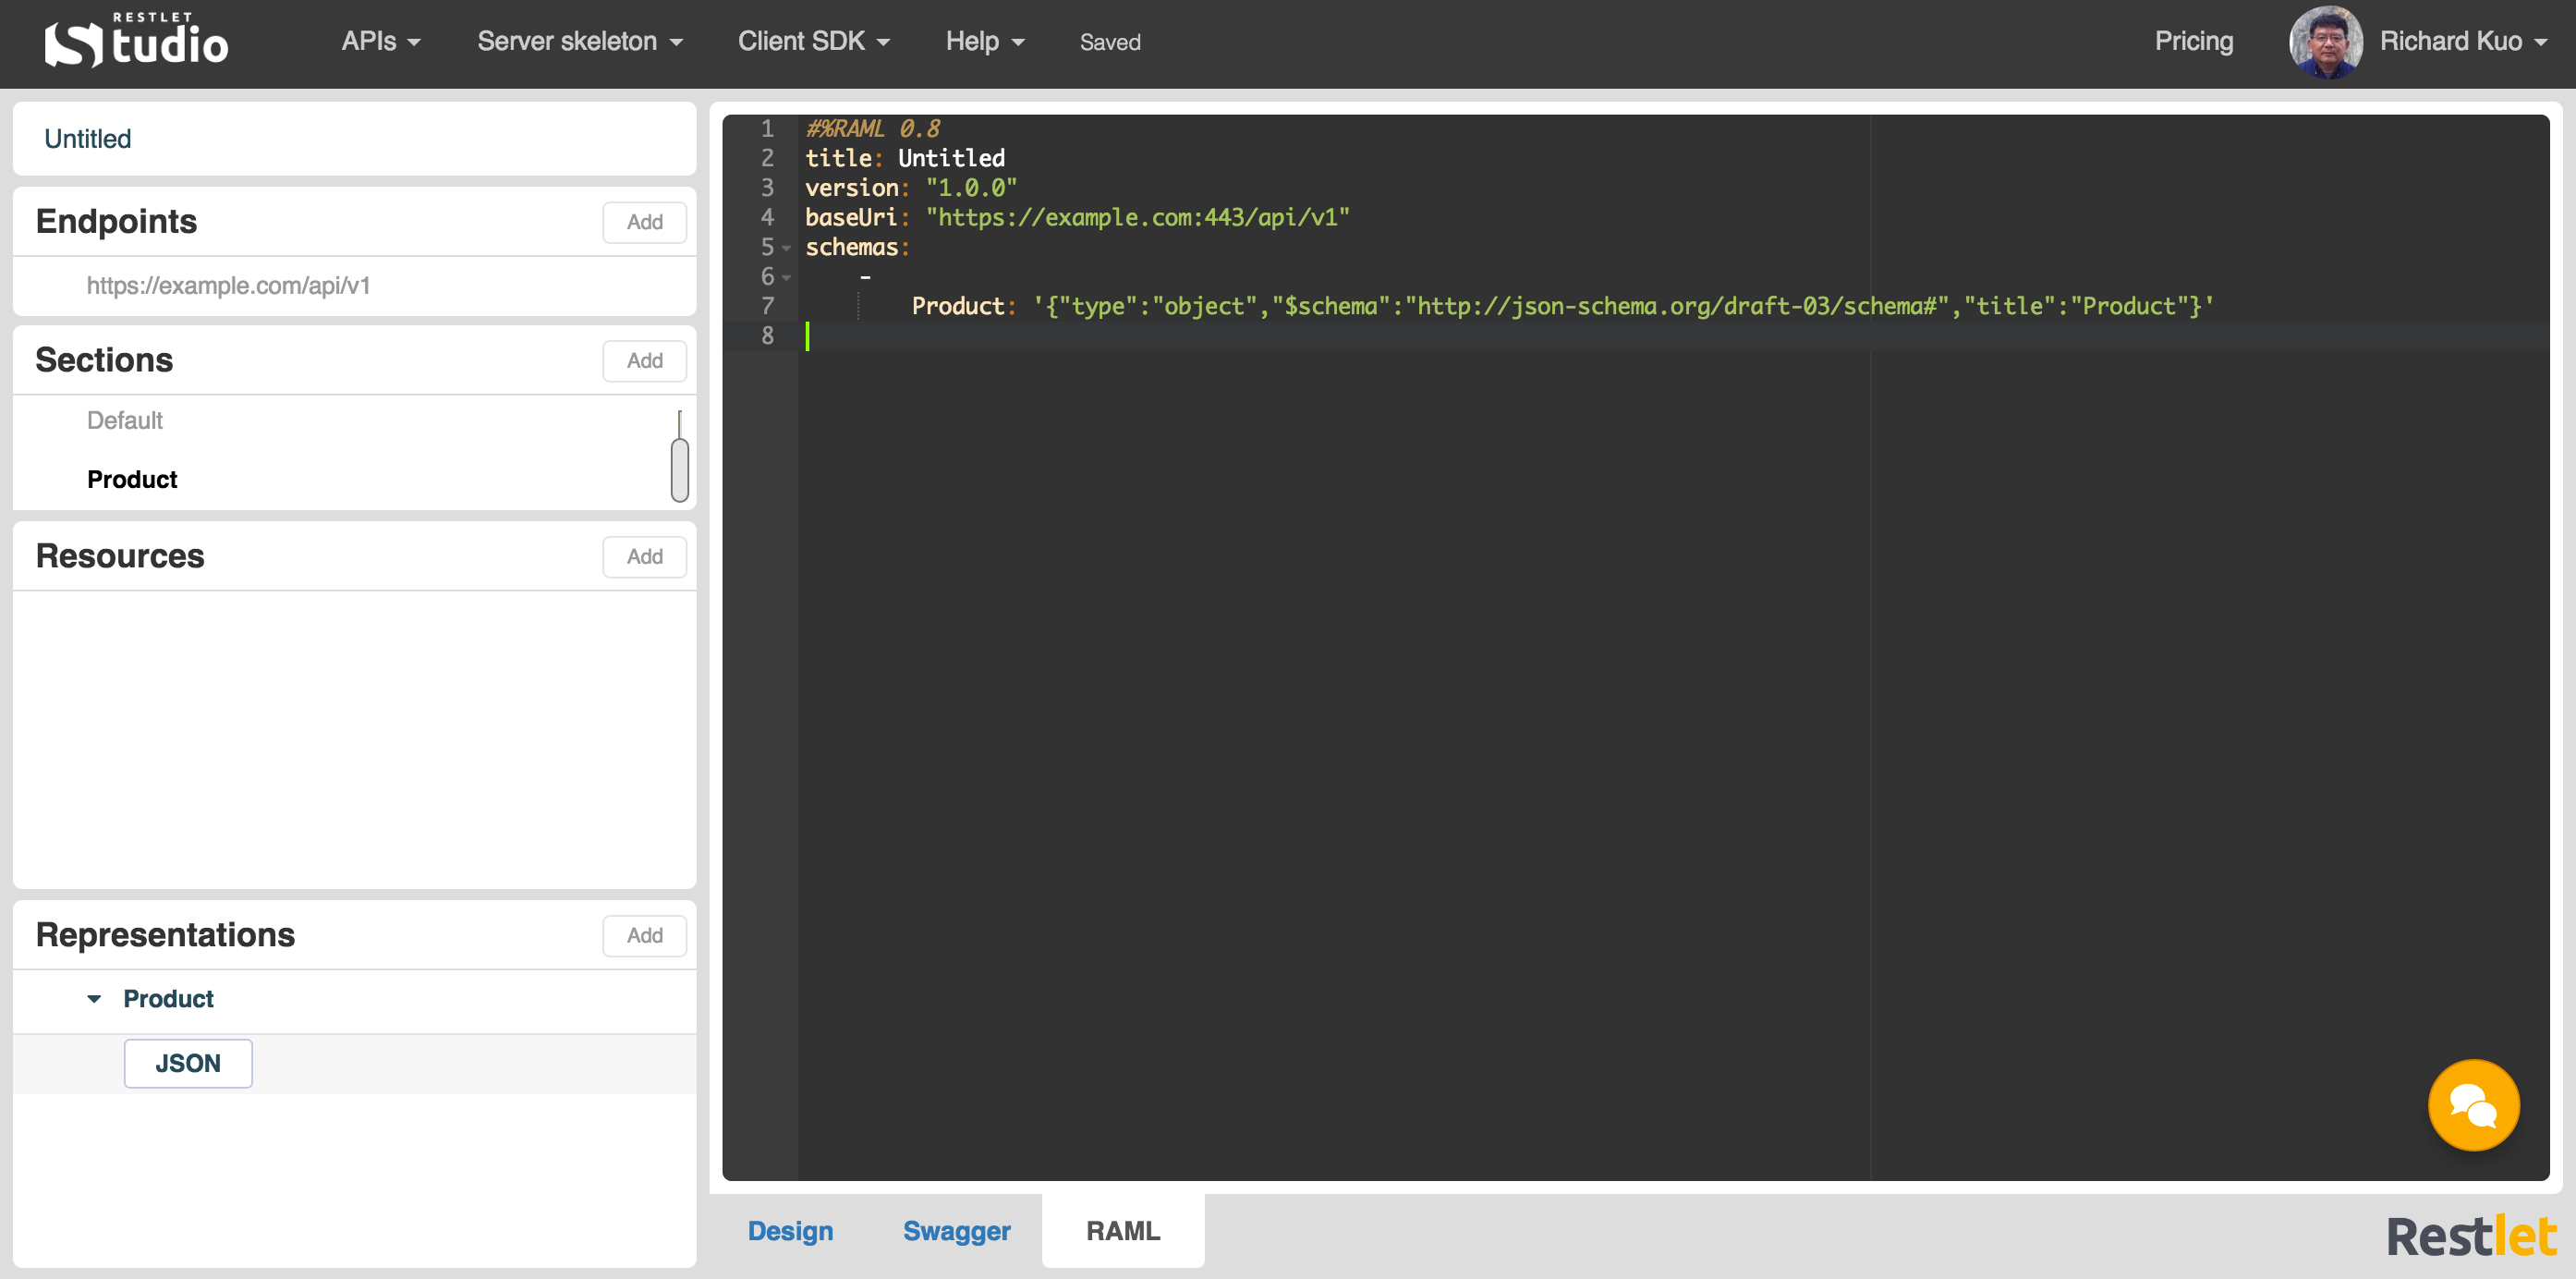 RESTLET
Studio
APIs
Server skeleton
Client SDK
Help
Saved
Pricing
Richard Kuo
Untitled
Endpoints
Add
https://example.com/api/v1
Sections
Add
Default
Product
Resources
Add
Representations
Add
Product
JSON
1 #%RAML 0.8
2 title: Untitled
3 version: "1.0.0"
4 baseUri: "https://example.com:443/api/v1"
5 schemas:
6 -
7 Product: '{"type":"object","$schema":"http://json-schema.org/draft-03/schema#","title":"Product"}'
8
Design
Swagger
RAML
Restlet